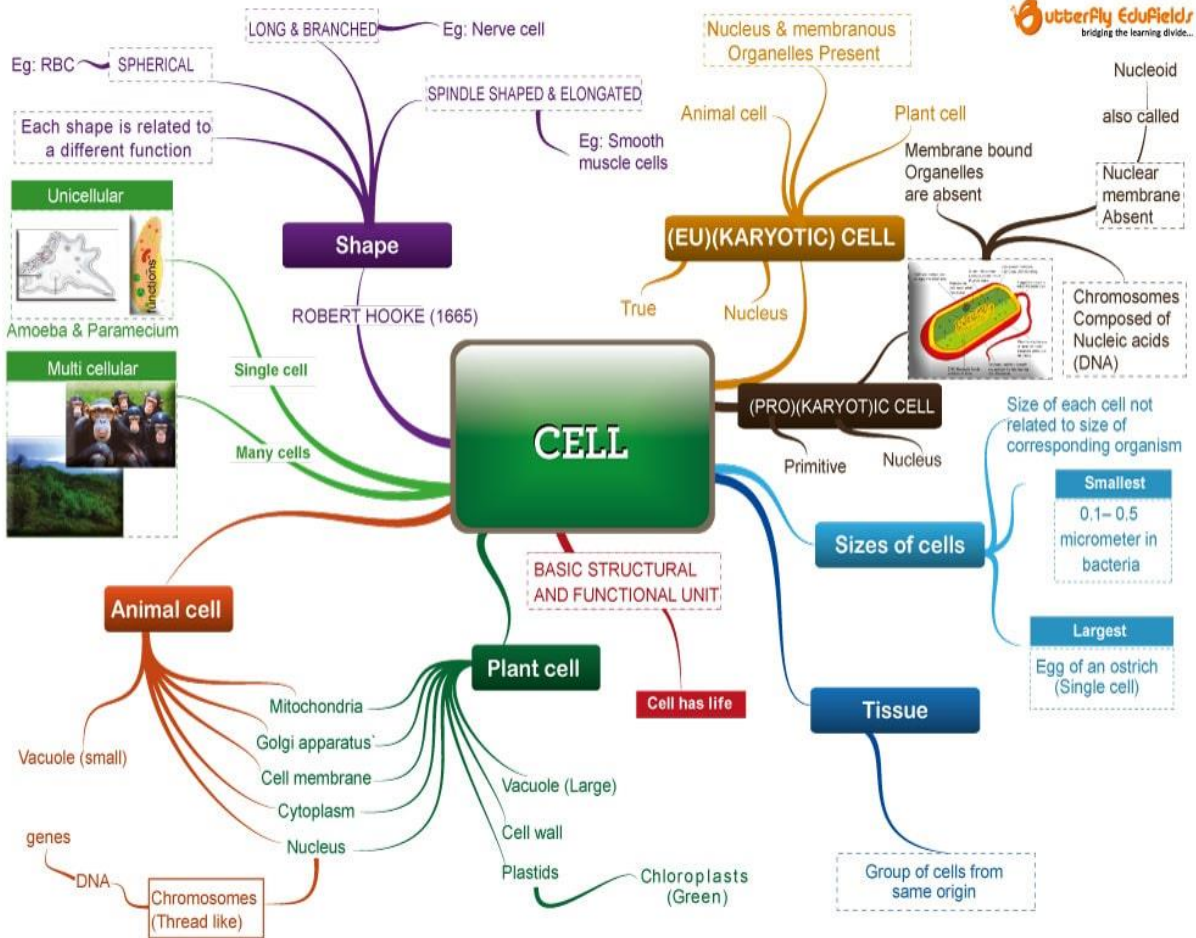 Butterfly Edufields
bridging the learning divide...
LONG & BRANCHED
Eg: Nerve cell
Eg: RBC
SPHERICAL
SPINDLE SHAPED & ELONGATED
Eg: Smooth
muscle cells
Each shape is related to
a different function
Shape
ROBERT HOOKE (1665)
Unicellular
functions
Amoeba & Paramecium
Single cell
Multi cellular
Many cells
Nucleus & membranous
Organelles Present
Animal cell
Plant cell
(EU)(KARYOTIC) CELL
True
Nucleus
Nucleoid
also called
Nuclear
membrane
Absent
Membrane bound
Organelles
are absent
Chromosomes
Composed of
Nucleic acids
(DNA)
(PRO)(KARYOT)IC CELL
Primitive
Nucleus
CELL
Size of each cell not
related to size of
corresponding organism
Smallest
0.1– 0.5
micrometer in
bacteria
Sizes of cells
Largest
Egg of an ostrich
(Single cell)
BASIC STRUCTURAL
AND FUNCTIONAL UNIT
Cell has life
Tissue
Group of cells from
same origin
Animal cell
Plant cell
Vacuole (small)
Mitochondria
Golgi apparatus`
Cell membrane
Cytoplasm
Nucleus
genes
DNA
Chromosomes
(Thread like)
Vacuole (Large)
Cell wall
Plastids
Chloroplasts
(Green)